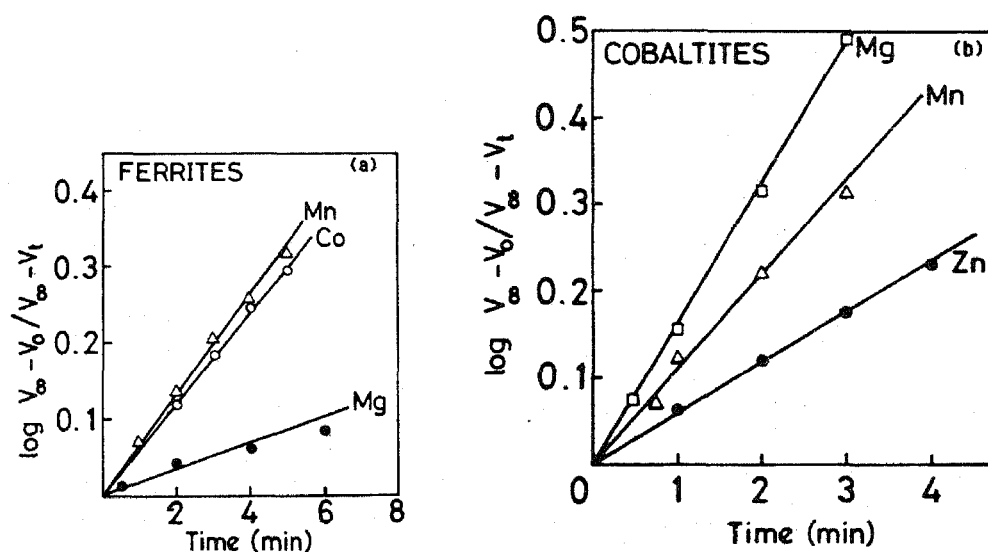 FERRITES
(a)
Mn
Co
Mg
0.4
0.3
0.2
0.1
2 4 6 8
Time (min)
log V∞ - V0 / V∞ - Vt
COBALTITES
(b)
Mg
Mn
Zn
0.5
0.4
0.3
0.2
0.1
0 1 2 3 4
Time (min)
log V∞ - V0 / V∞ - Vt